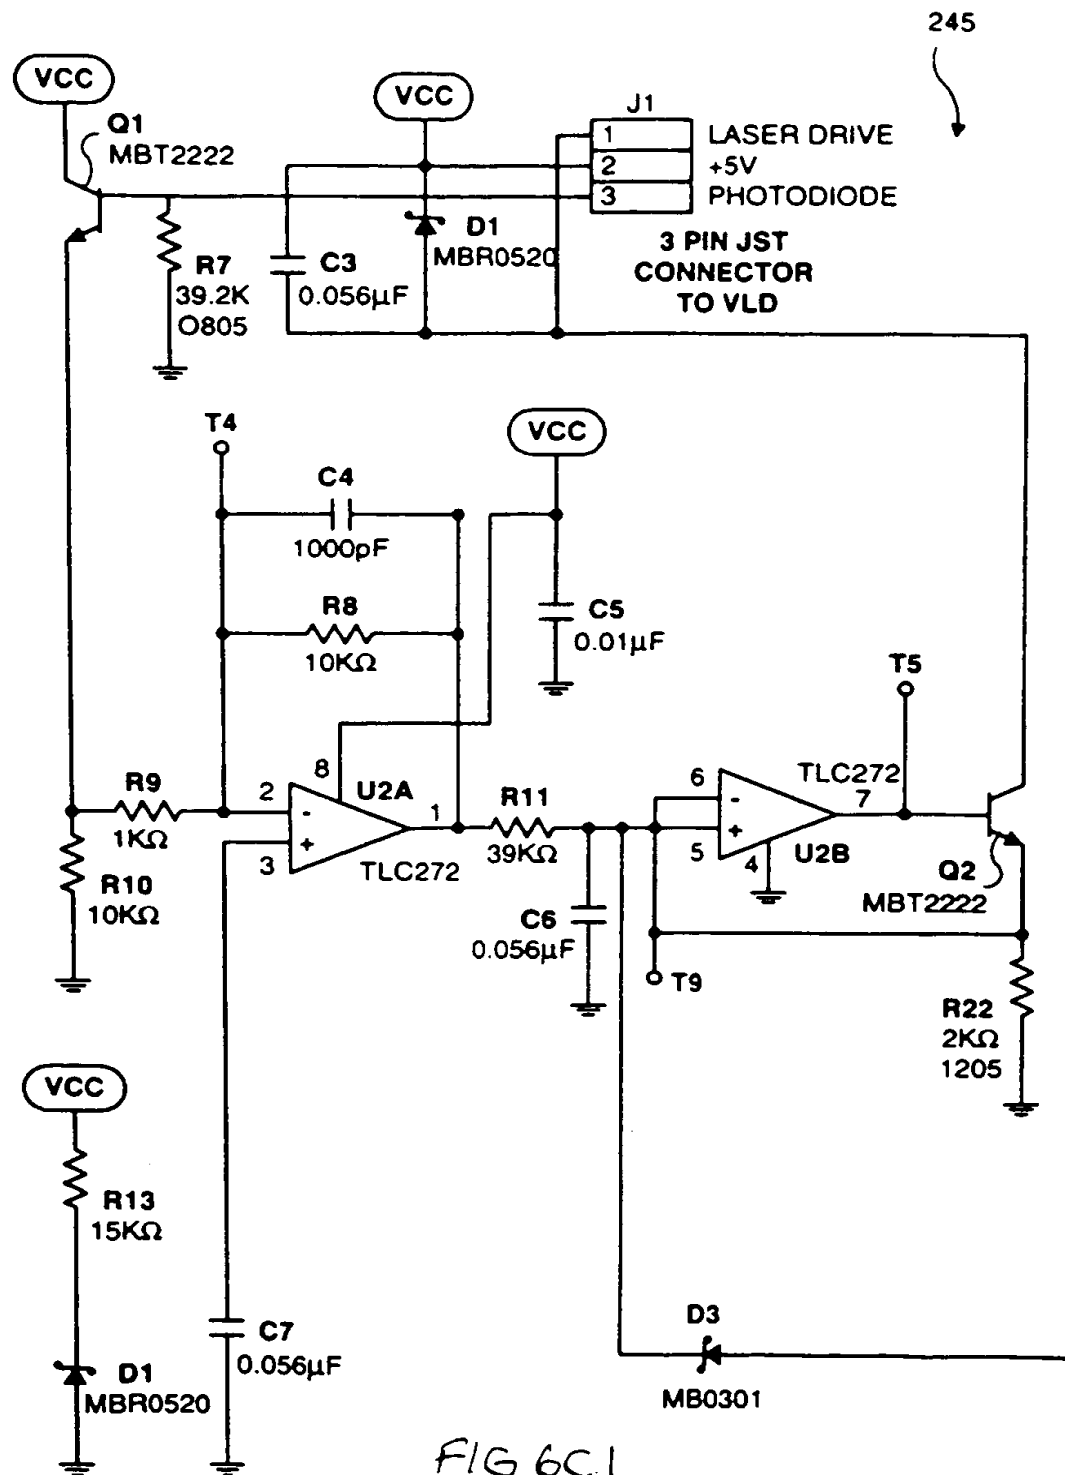 245
VCC
Q1
MBT2222
VCC
J1
1 LASER DRIVE
2 +5V
3 PHOTODIODE
3 PIN JST
CONNECTOR
TO VLD
D1
MBR0520
R7
39.2K
O805
C3
0.056µF
T4
VCC
C4
1000pF
R8
10KΩ
C5
0.01µF
T5
R9
1KΩ
8
2
-
+
3
U2A
1
TLC272
R11
39KΩ
6
-
+
5
4
TLC272
7
U2B
Q2
MBT2222
R10
10KΩ
C6
0.056µF
T9
R22
2KΩ
1205
VCC
R13
15KΩ
D1
MBR0520
C7
0.056µF
D3
MB0301
FIG 6C.1